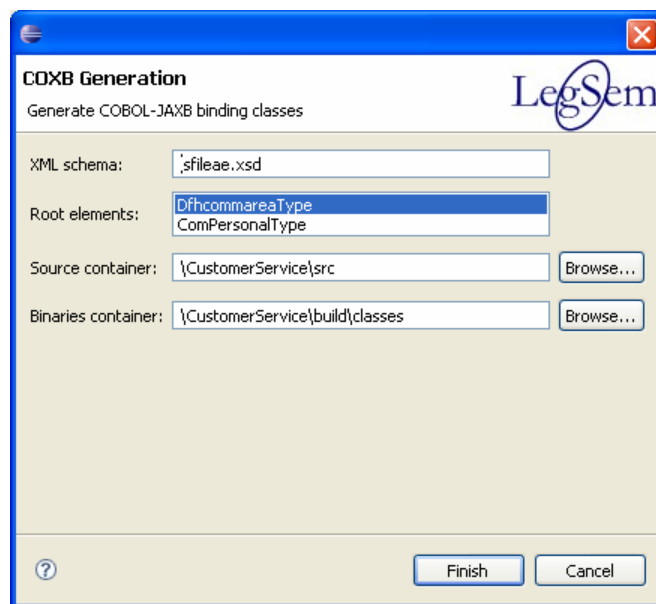 COXB Generation
Generate COBOL-JAXB binding classes
LegSem
XML schema: sfileae.xsd
Root elements: DfhcommareaType
ComPersonalType
Source container: \CustomerService\src Browse...
Binaries container: \CustomerService\build\classes Browse...
? Finish Cancel